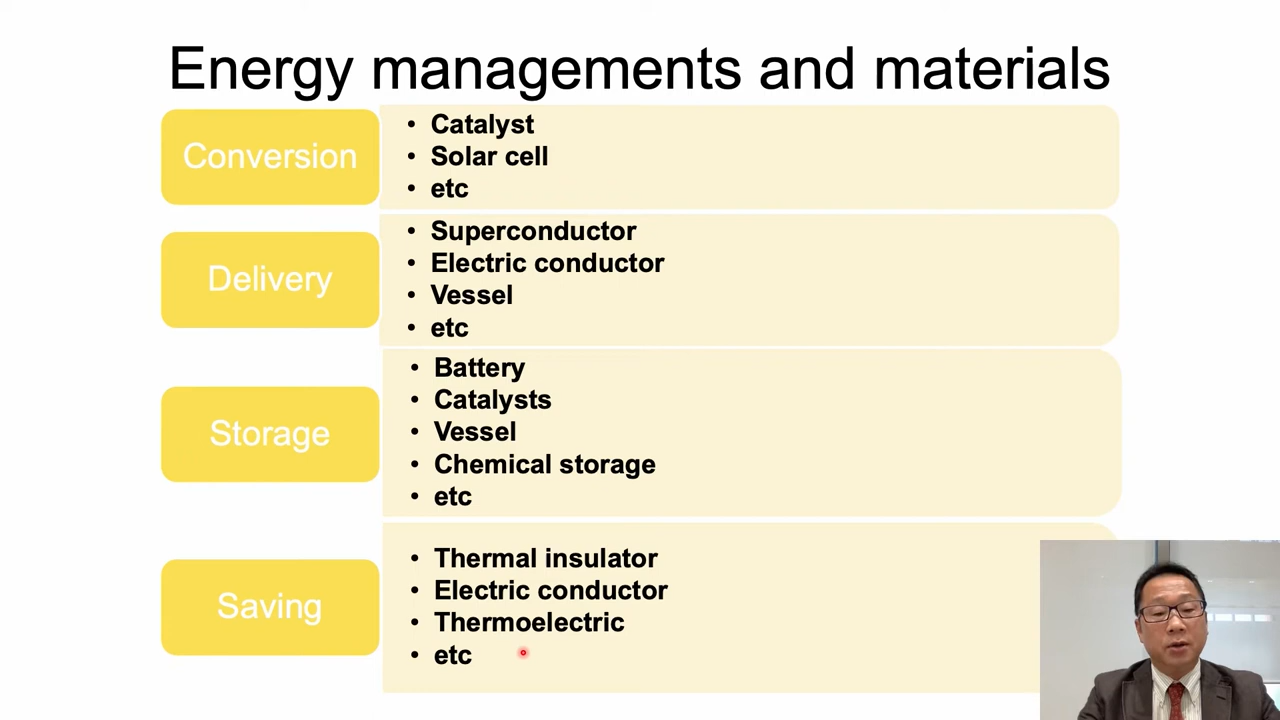 Energy managements and materials
Conversion
• Catalyst
• Solar cell
• etc
Delivery
• Superconductor
• Electric conductor
• Vessel
• etc
Storage
• Battery
• Catalysts
• Vessel
• Chemical storage
• etc
Saving
• Thermal insulator
• Electric conductor
• Thermoelectric
• etc